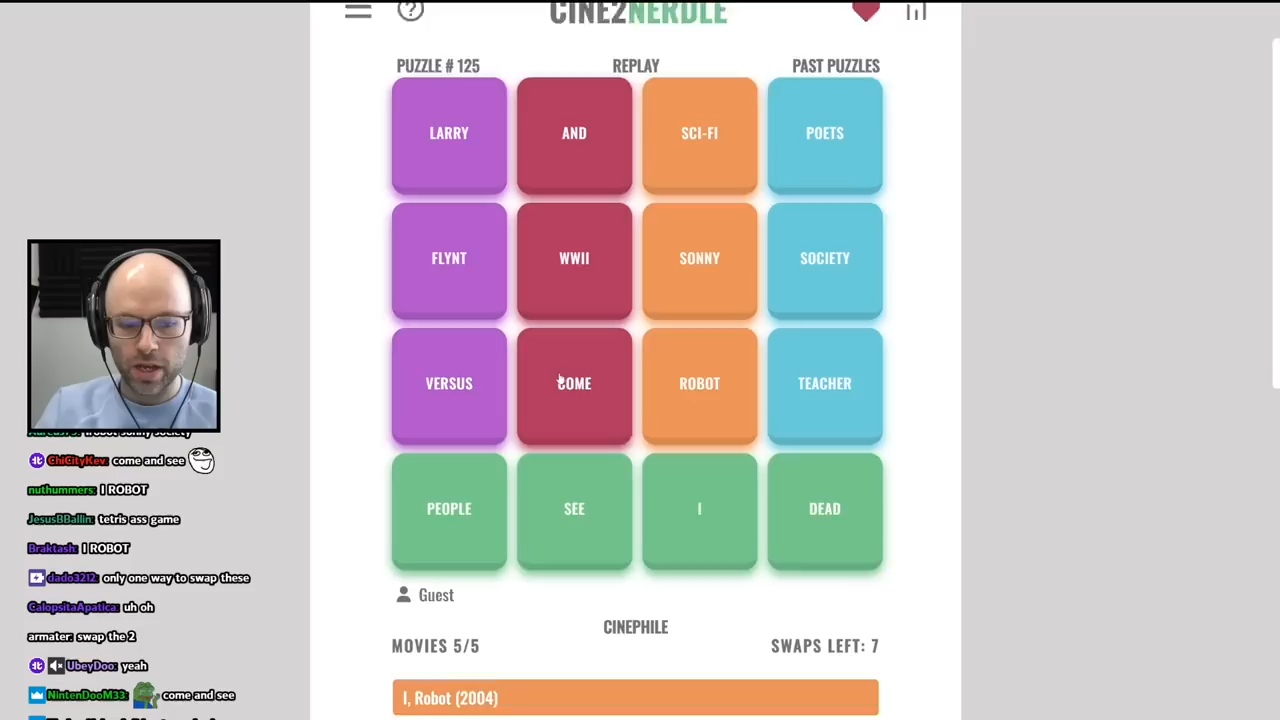 CINE2NERDLE
PUZZLE # 125
REPLAY
PAST PUZZLES
LARRY
AND
SCI-FI
POETS
FLYNT
WWII
SONNY
SOCIETY
VERSUS
COME
ROBOT
TEACHER
PEOPLE
SEE
I
DEAD
Guest
CINEPHILE
MOVIES 5/5
SWAPS LEFT: 7
I, Robot (2004)
ChiCityKev: come and see
nuthummers: I ROBOT
JesusBBallin: tetris ass game
Braktash: I ROBOT
dado3212: only one way to swap these
CalopsitaApatica: uh oh
armater: swap the 2
UbeyDoo: yeah
NintenDooM33: come and see